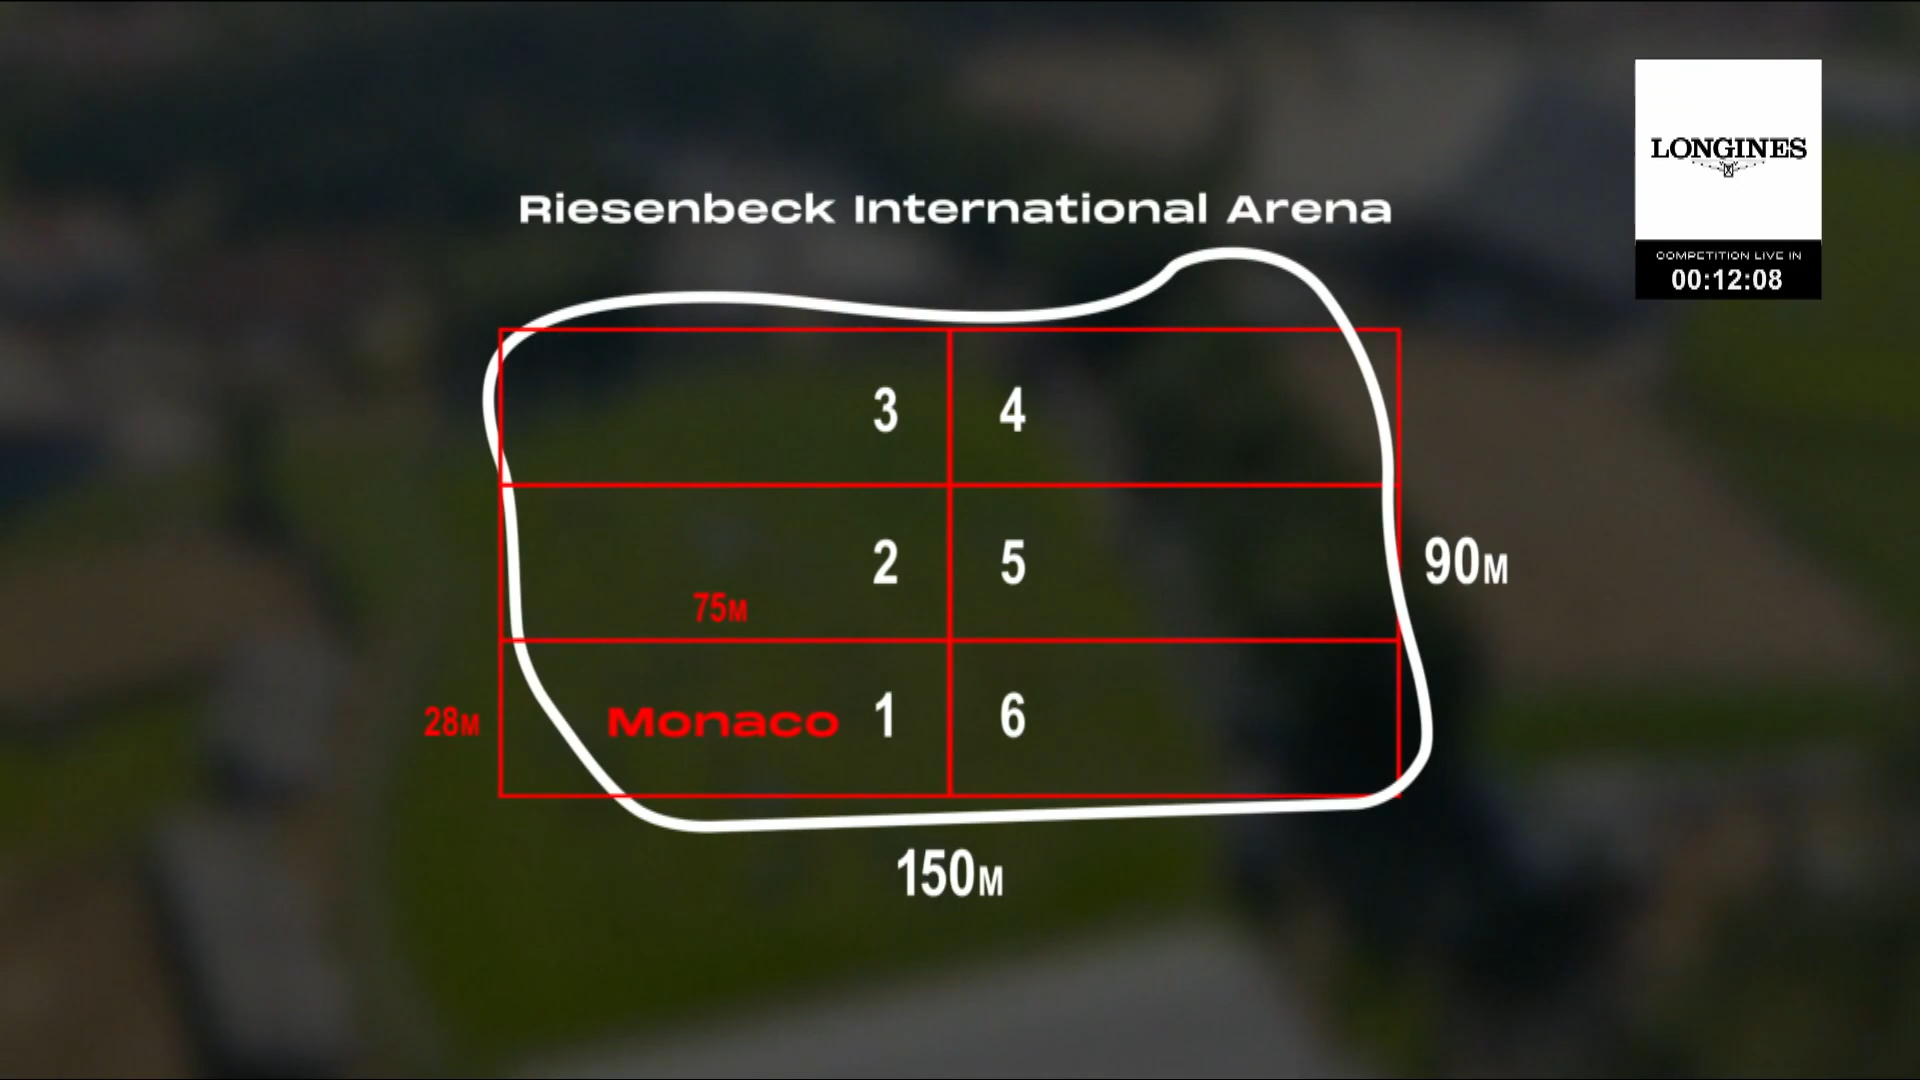 LONGINES
COMPETITION LIVE IN
00:12:08
Riesenbeck International Arena
3 4
2 5
90M
75M
28M
Monaco 1 6
150M